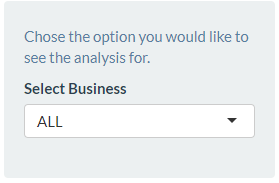 Chose the option you would like to
see the analysis for.
Select Business
ALL